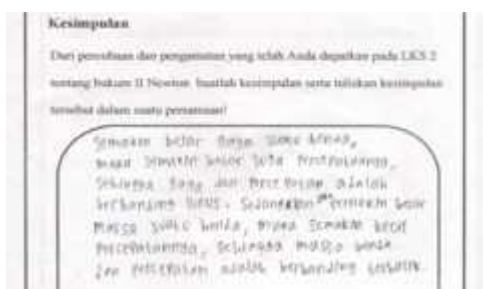 Kesimpulan
Dari percobaan dan pengamatan yang telah Anda dapatkan pada LKS 2
tentang hukum II Newton buatlah kesimpulan serta tuliskan kesimpulan
tersebut dalam suatu persamaan!
Semakin besar gaya suatu benda,
maka semakin besar pula percepatannya,
Sehingga gaya dan percepatan adalah
berbanding lurus. Sedangkan semakin besar
massa suatu benda, maka semakin kecil
percepatannya, sehingga massa benda
dan percepatan adalah berbanding terbalik.